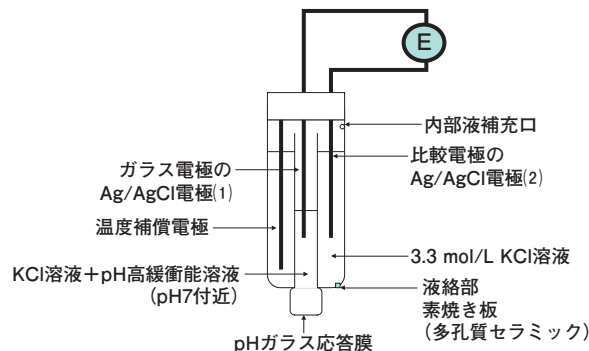 E
内部液補充口
ガラス電極の
Ag/AgCl電極⑴
比較電極の
Ag/AgCl電極⑵
温度補償電極
3.3 mol/L KCl溶液
KCl溶液+pH高緩衝能溶液
(pH7付近)
液絡部
素焼き板
(多孔質セラミック)
pHガラス応答膜